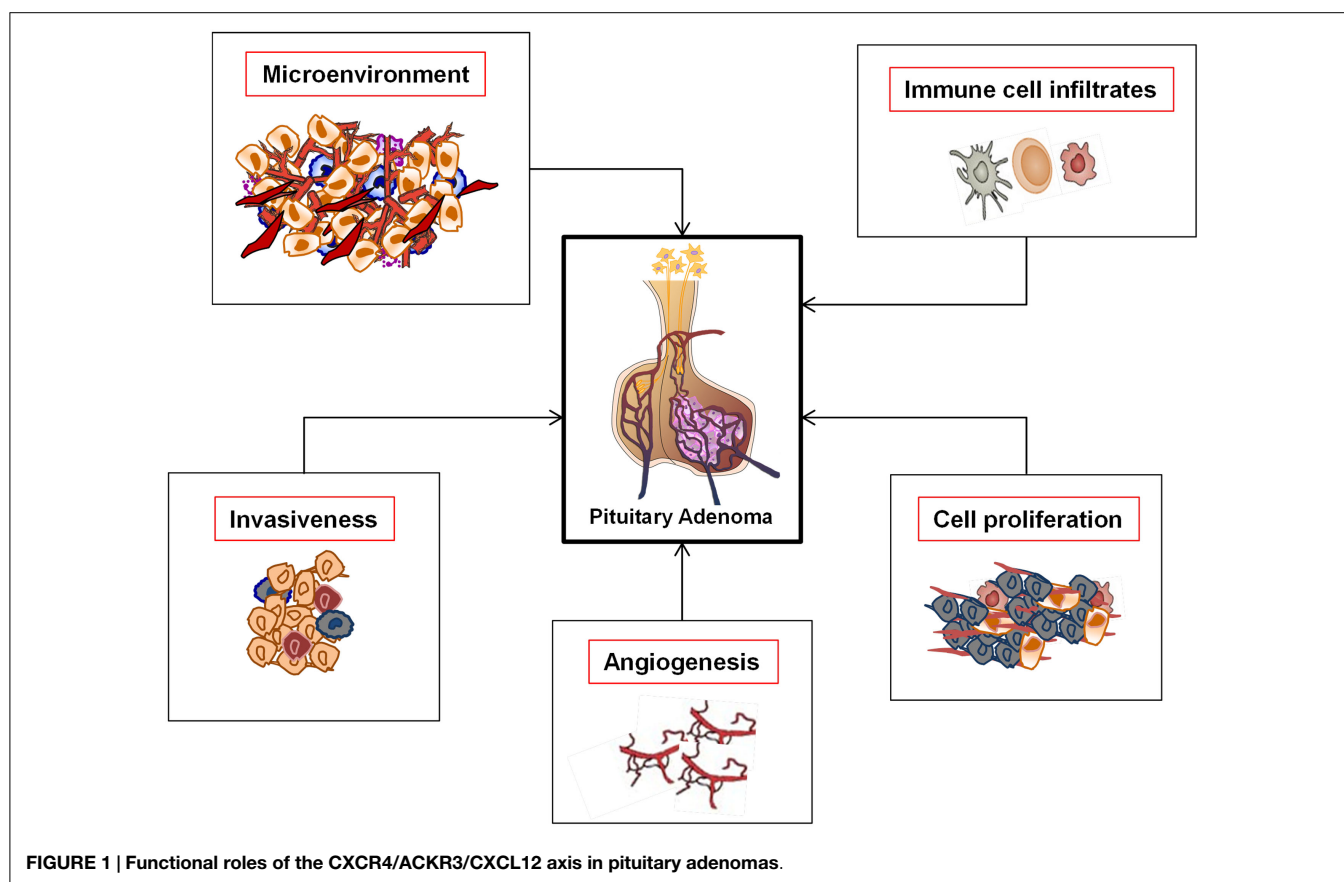 Microenvironment
Immune cell infiltrates
Pituitary Adenoma
Invasiveness
Cell proliferation
Angiogenesis
FIGURE 1 | Functional roles of the CXCR4/ACKR3/CXCL12 axis in pituitary adenomas.